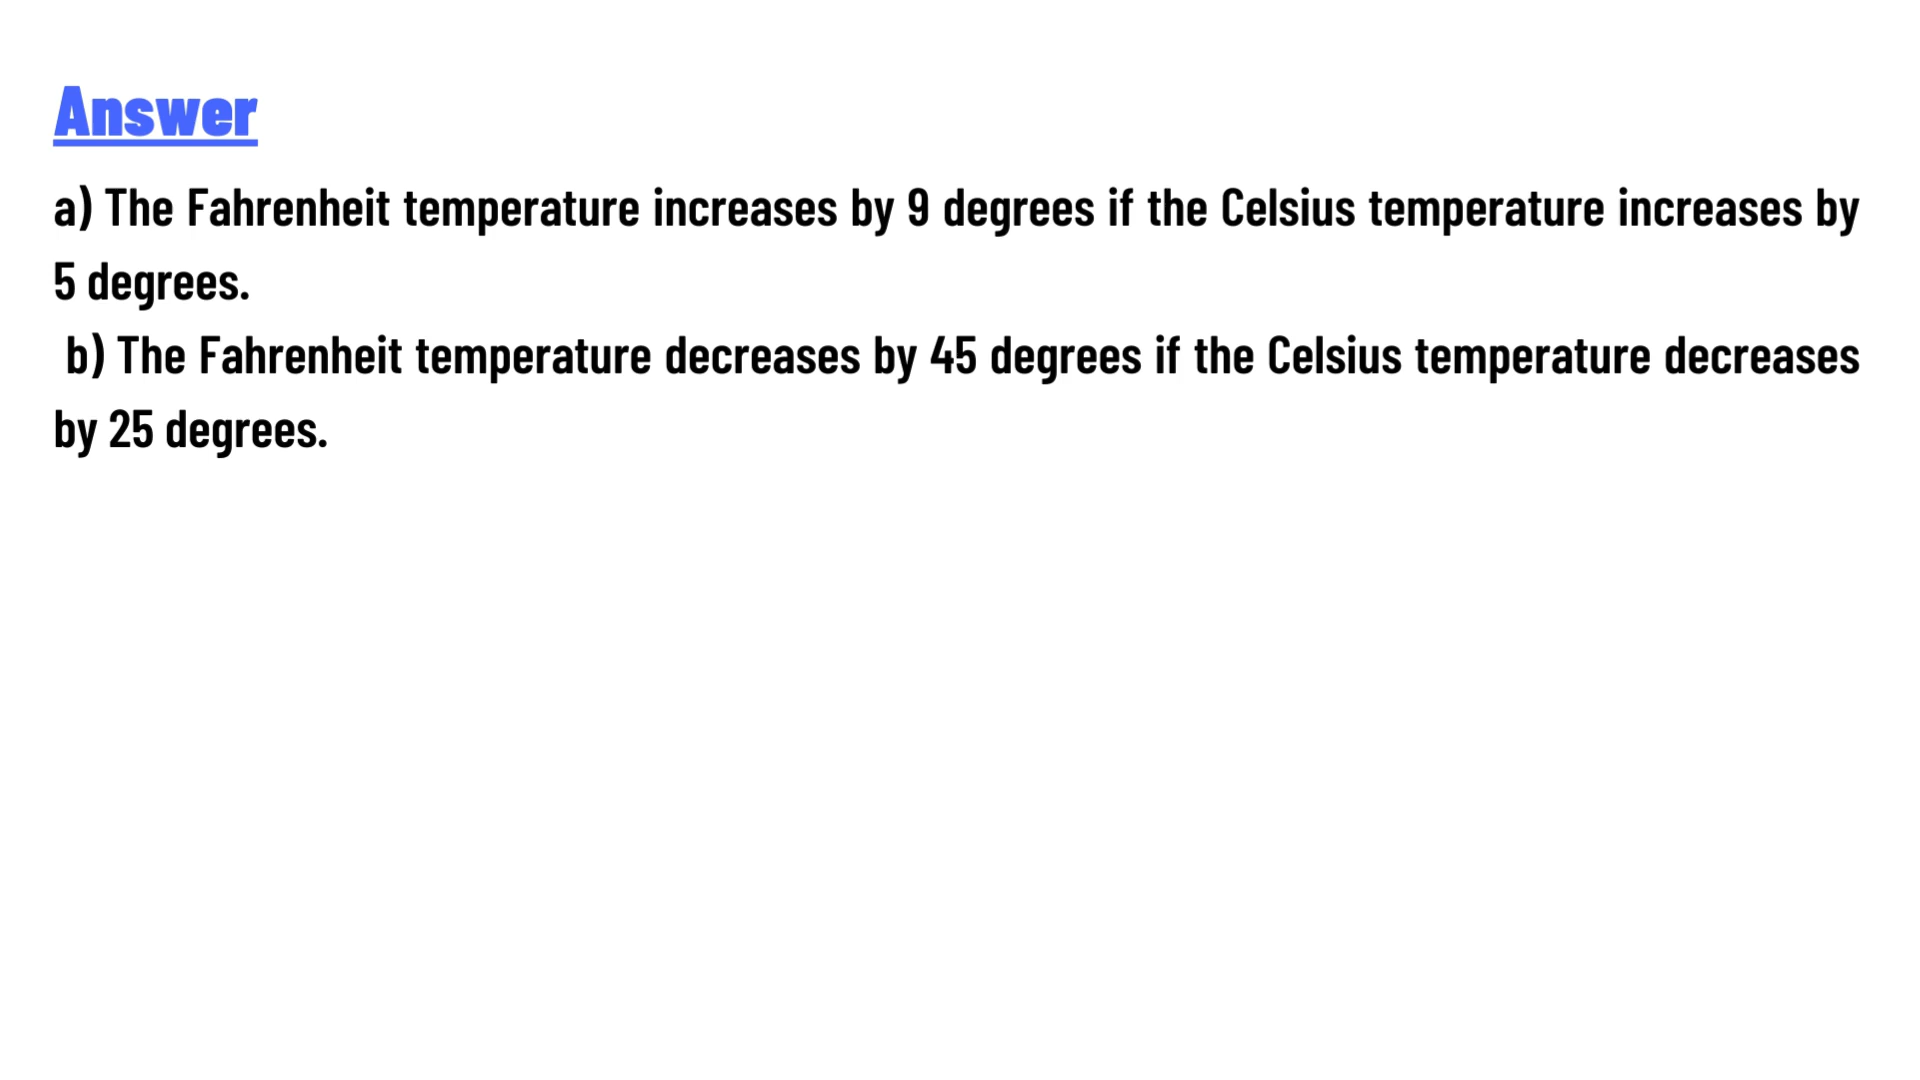 Answer
a) The Fahrenheit temperature increases by 9 degrees if the Celsius temperature increases by
5 degrees.
b) The Fahrenheit temperature decreases by 45 degrees if the Celsius temperature decreases
by 25 degrees.